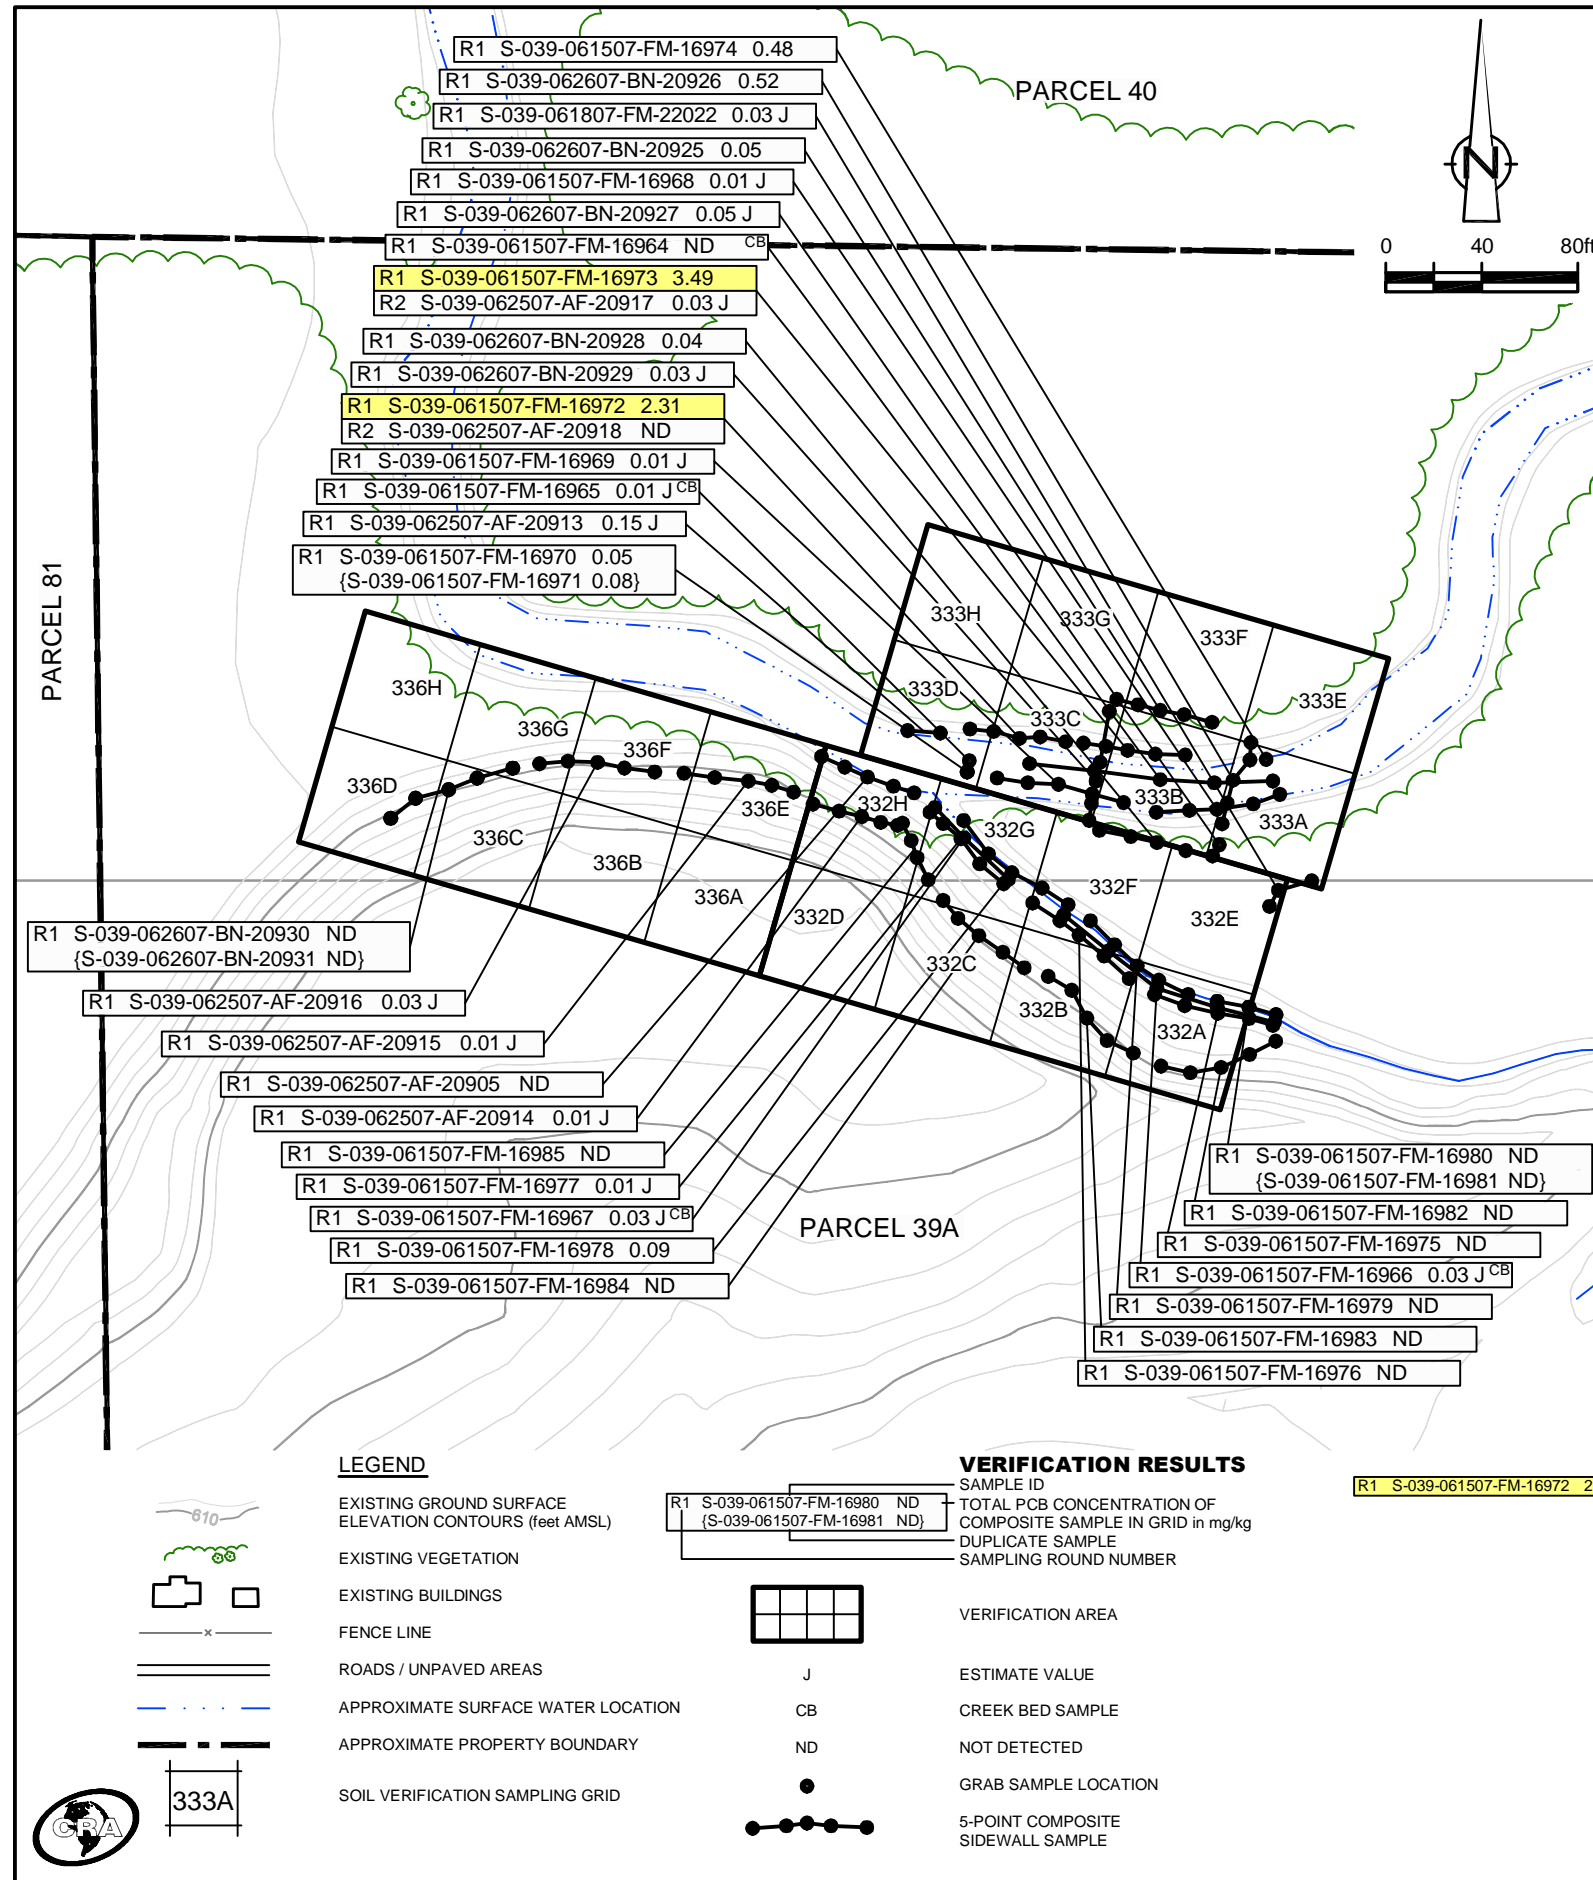 R1 S-039-061507-FM-16974 0.48
PARCEL 40
R1 S-039-062607-BN-20926 0.52
R1 S-039-061807-FM-22022 0.03 J
R1 S-039-062607-BN-20925 0.05
R1 S-039-061507-FM-16968 0.01 J
N
R1 S-039-062607-BN-20927 0.05 J
R1 S-039-061507-FM-16964 ND CB
0 40 80ft
R1 S-039-061507-FM-16973 3.49
R2 S-039-062507-AF-20917 0.03 J
R1 S-039-062607-BN-20928 0.04
R1 S-039-062607-BN-20929 0.03 J
R1 S-039-061507-FM-16972 2.31
R2 S-039-062507-AF-20918 ND
R1 S-039-061507-FM-16969 0.01 J
R1 S-039-061507-FM-16965 0.01 J CB
R1 S-039-062507-AF-20913 0.15 J
R1 S-039-061507-FM-16970 0.05
{S-039-061507-FM-16971 0.08}
PARCEL 81
333H
333G
333F
333E
333D
333C
333B
333A
336H
336G
336F
336E
336D
336C
336B
336A
332H
332G
332F
332E
332D
332C
332B
332A
R1 S-039-062607-BN-20930 ND
{S-039-062607-BN-20931 ND}
R1 S-039-062507-AF-20916 0.03 J
R1 S-039-062507-AF-20915 0.01 J
R1 S-039-062507-AF-20905 ND
R1 S-039-062507-AF-20914 0.01 J
R1 S-039-061507-FM-16985 ND
R1 S-039-061507-FM-16977 0.01 J
R1 S-039-061507-FM-16967 0.03 J CB
R1 S-039-061507-FM-16978 0.09
R1 S-039-061507-FM-16984 ND
PARCEL 39A
R1 S-039-061507-FM-16980 ND
{S-039-061507-FM-16981 ND}
R1 S-039-061507-FM-16982 ND
R1 S-039-061507-FM-16975 ND
R1 S-039-061507-FM-16966 0.03 J CB
R1 S-039-061507-FM-16979 ND
R1 S-039-061507-FM-16983 ND
R1 S-039-061507-FM-16976 ND
LEGEND
610
EXISTING GROUND SURFACE
ELEVATION CONTOURS (feet AMSL)
EXISTING VEGETATION
EXISTING BUILDINGS
x
FENCE LINE
ROADS / UNPAVED AREAS
APPROXIMATE SURFACE WATER LOCATION
APPROXIMATE PROPERTY BOUNDARY
333A
SOIL VERIFICATION SAMPLING GRID
CRA
VERIFICATION RESULTS
R1 S-039-061507-FM-16980 ND
{S-039-061507-FM-16981 ND}
SAMPLE ID
TOTAL PCB CONCENTRATION OF
COMPOSITE SAMPLE IN GRID in mg/kg
DUPLICATE SAMPLE
SAMPLING ROUND NUMBER
R1 S-039-061507-FM-16972 2
VERIFICATION AREA
J ESTIMATE VALUE
CB CREEK BED SAMPLE
ND NOT DETECTED
GRAB SAMPLE LOCATION
5-POINT COMPOSITE
SIDEWALL SAMPLE